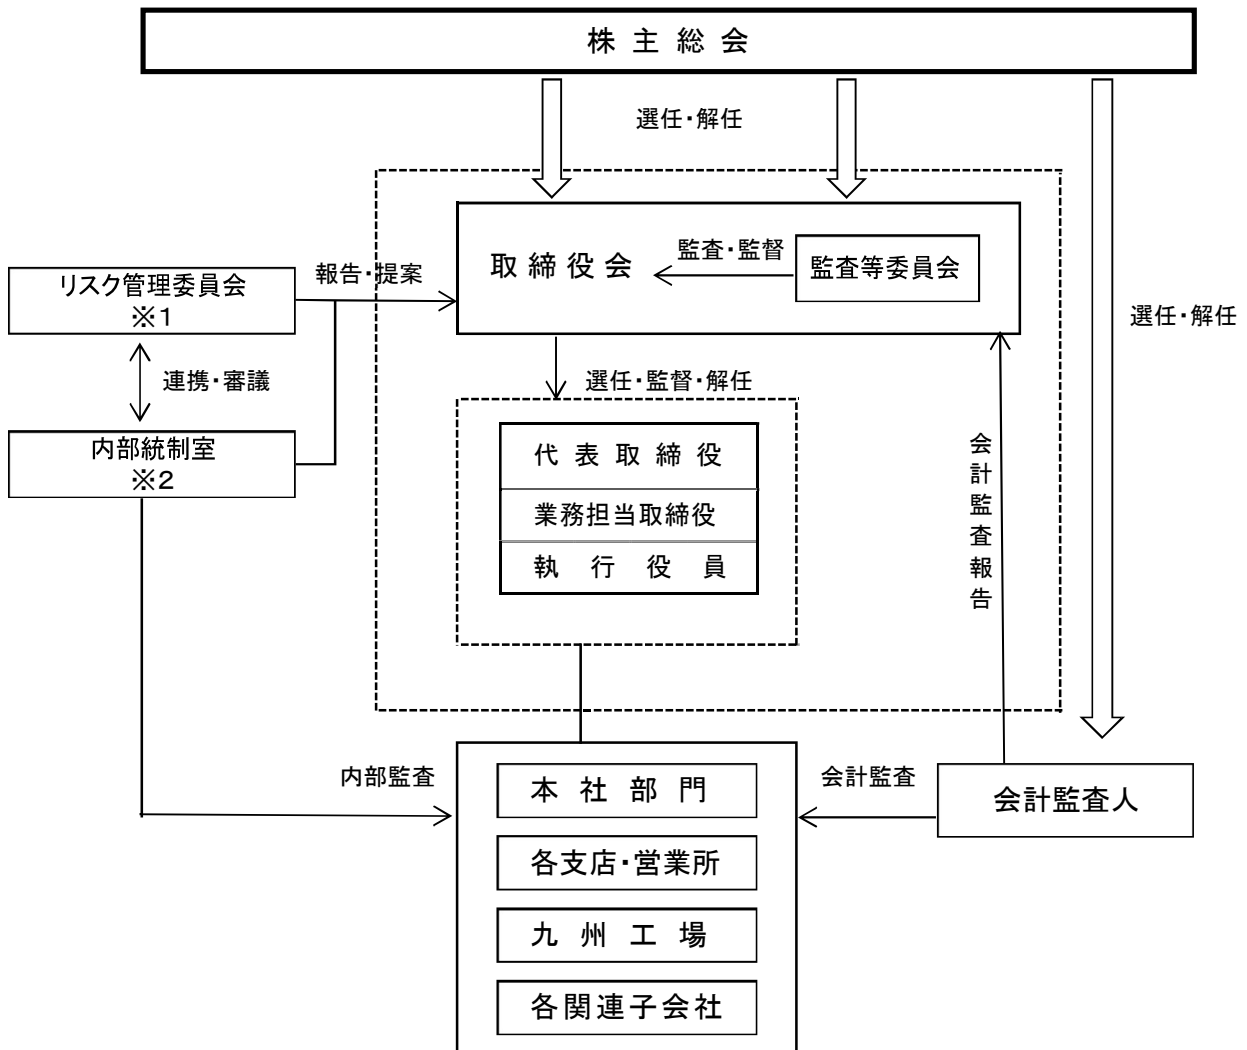 株主総会
選任・解任
監査・監督
取締役会
監査等委員会
報告・提案
リスク管理委員会
※1
選任・解任
連携・審議
選任・監督・解任
内部統制室
※2
代表取締役
業務担当取締役
執行役員
会計監査報告
内部監査
会計監査
本社部門
会計監査人
各支店・営業所
九州工場
各関連子会社